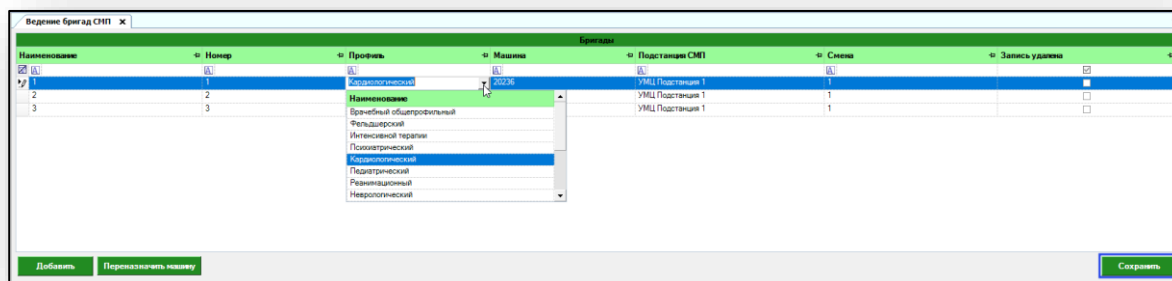 Ведение бригад СМП X
Бригады
Наименование Номер Профиль Машина Подстанция СМП Смена Запись удалена
1 1 Кардиологический 20236 УМЦ Подстанция 1 1
2 2 УМЦ Подстанция 1 1
3 3 УМЦ Подстанция 1 1
Наименование
Врачебный общепрофильный
Фельдшерский
Интенсивной терапии
Психиатрический
Кардиологический
Педиатрический
Реанимационный
Неврологический
Добавить Переназначить машину Сохранить